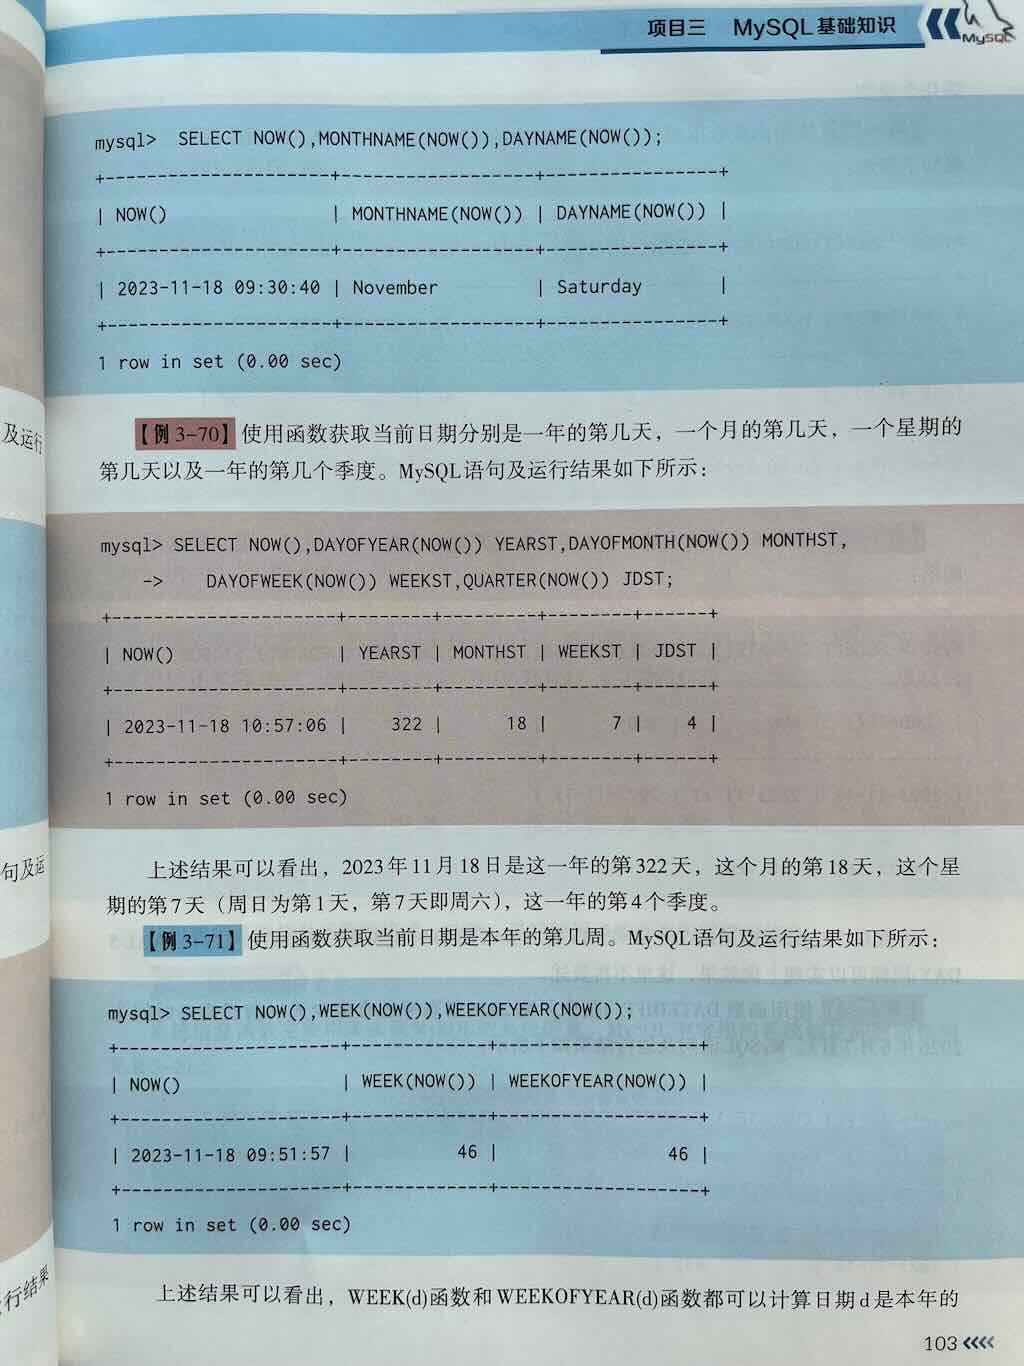 项目三 MySQL基础知识
MySQL
mysql> SELECT NOW(),MONTHNAME(NOW()),DAYNAME(NOW());
+---------------------+------------------+----------------+
| NOW() | MONTHNAME(NOW()) | DAYNAME(NOW()) |
+---------------------+------------------+----------------+
| 2023-11-18 09:30:40 | November | Saturday |
+---------------------+------------------+----------------+
1 row in set (0.00 sec)
及运行
【例3-70】使用函数获取当前日期分别是一年的第几天，一个月的第几天，一个星期的
第几天以及一年的第几个季度。MySQL语句及运行结果如下所示：
mysql> SELECT NOW(),DAYOFYEAR(NOW()) YEARST,DAYOFMONTH(NOW()) MONTHST,
-> DAYOFWEEK(NOW()) WEEKST,QUARTER(NOW()) JDST;
+---------------------+--------+---------+--------+------+
| NOW() | YEARST | MONTHST | WEEKST | JDST |
+---------------------+--------+---------+--------+------+
| 2023-11-18 10:57:06 | 322 | 18 | 7 | 4 |
+---------------------+--------+---------+--------+------+
1 row in set (0.00 sec)
句及运
上述结果可以看出，2023年11月18日是这一年的第322天，这个月的第18天，这个星
期的第7天（周日为第1天，第7天即周六），这一年的第4个季度。
【例3-71】使用函数获取当前日期是本年的第几周。MySQL语句及运行结果如下所示：
mysql> SELECT NOW(),WEEK(NOW()),WEEKOFYEAR(NOW());
+---------------------+-------------+-------------------+
| NOW() | WEEK(NOW()) | WEEKOFYEAR(NOW()) |
+---------------------+-------------+-------------------+
| 2023-11-18 09:51:57 | 46 | 46 |
+---------------------+-------------+-------------------+
1 row in set (0.00 sec)
行结果
上述结果可以看出，WEEK(d)函数和WEEKOFYEAR(d)函数都可以计算日期d是本年的
103